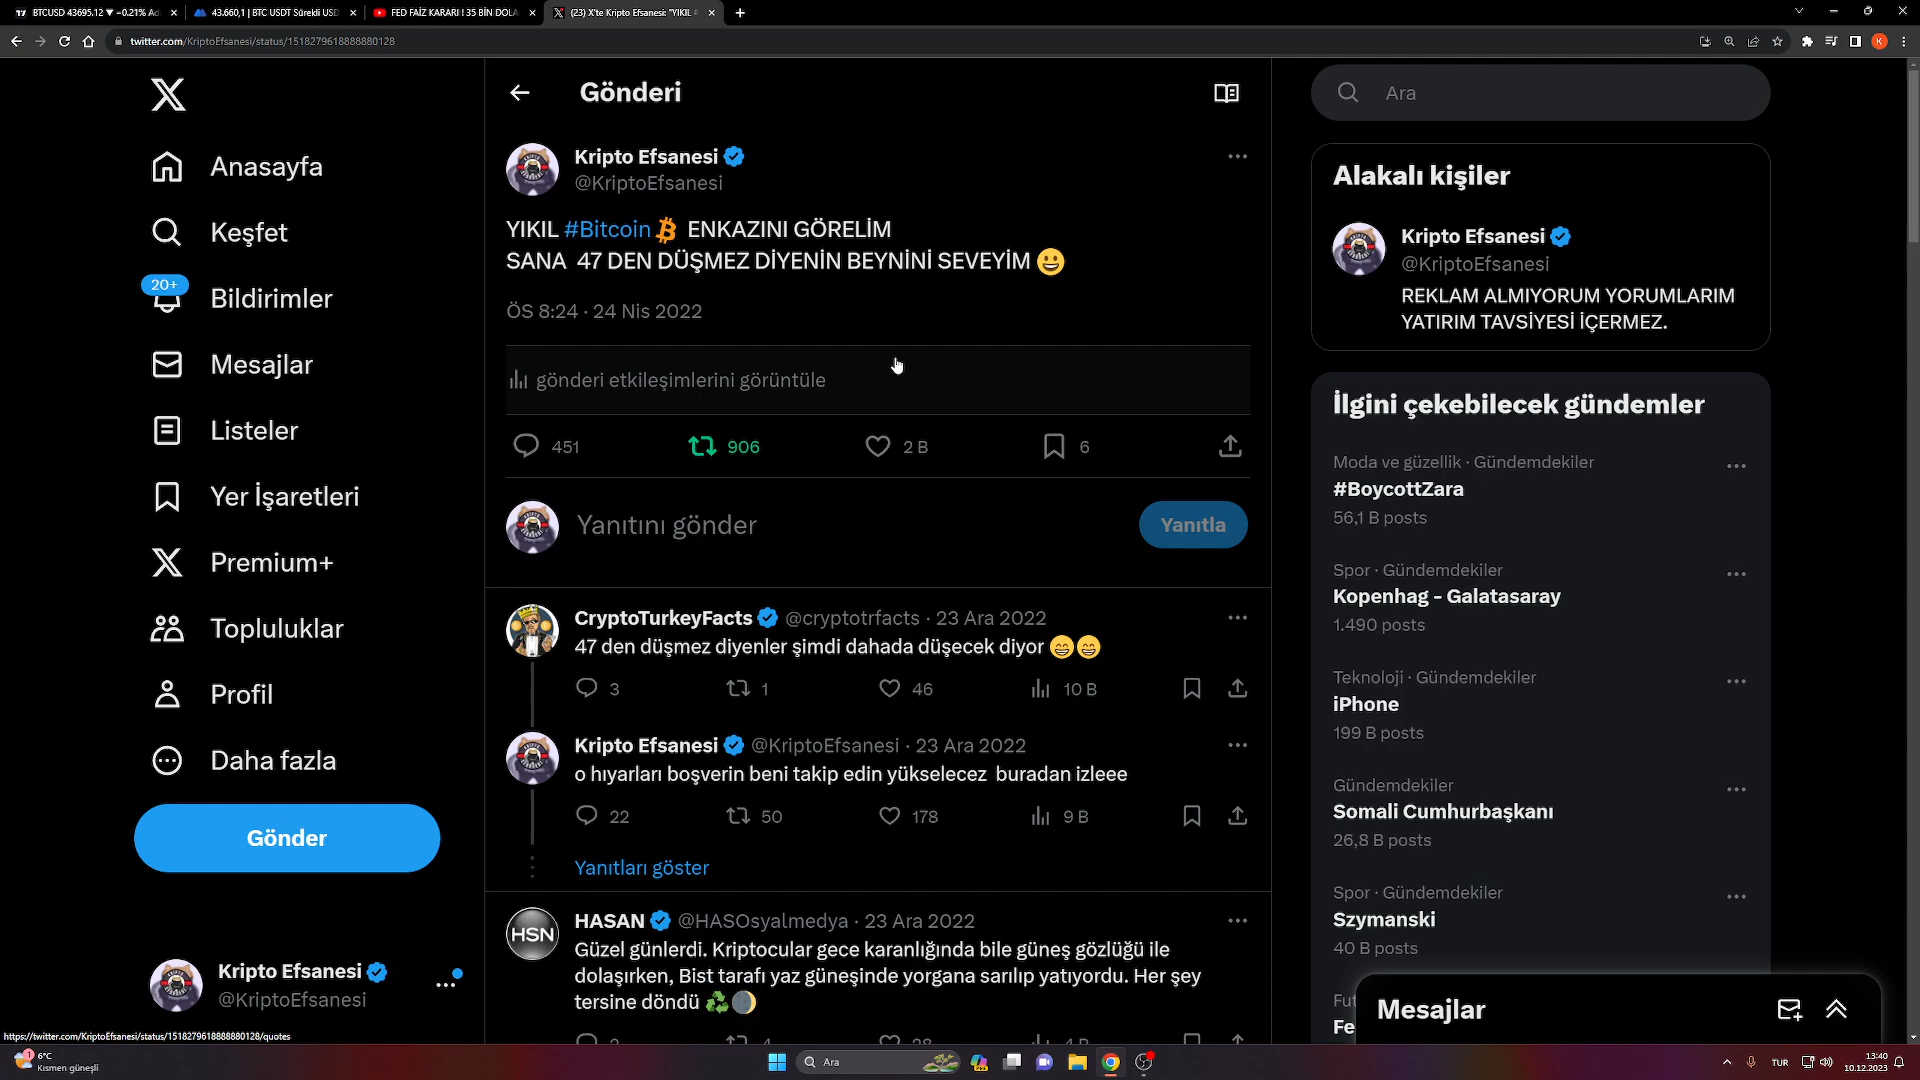 BTCUSD 43695.12 ▼ −0.21%
43.660,1 | BTC USDT Sürekli USD
FED FAİZ KARARI ! 35 BİN DOLA
(23) X'te Kripto Efsanesi: "YIKIL #
twitter.com/KriptoEfsanesi/status/1518279618888880128
K
Anasayfa
Keşfet
20+
Bildirimler
Mesajlar
Listeler
Yer İşaretleri
Premium+
Topluluklar
Profil
Daha fazla
Gönder
Kripto Efsanesi
@KriptoEfsanesi
Gönderi
Kripto Efsanesi
@KriptoEfsanesi
YIKIL #Bitcoin ENKAZINI GÖRELİM
SANA 47 DEN DÜŞMEZ DİYENİN BEYNİNİ SEVEYİM 😀
ÖS 8:24 · 24 Nis 2022
gönderi etkileşimlerini görüntüle
451 906 2 B 6
Yanıtını gönder
Yanıtla
CryptoTurkeyFacts @cryptotrfacts · 23 Ara 2022
47 den düşmez diyenler şimdi dahada düşecek diyor 😁😁
3 1 46 10 B
Kripto Efsanesi @KriptoEfsanesi · 23 Ara 2022
o hıyarları boşverin beni takip edin yükselecez buradan izleee
22 50 178 9 B
Yanıtları göster
HSN
HASAN @HASOsyalmedya · 23 Ara 2022
Güzel günlerdi. Kriptocular gece karanlığında bile güneş gözlüğü ile
dolaşırken, Bist tarafı yaz güneşinde yorgana sarılıp yatıyordu. Her şey
tersine döndü ♻️🌒
Ara
Alakalı kişiler
Kripto Efsanesi
@KriptoEfsanesi
REKLAM ALMIYORUM YORUMLARIM
YATIRIM TAVSİYESİ İÇERMEZ.
İlgini çekebilecek gündemler
Moda ve güzellik · Gündemdekiler
#BoycottZara
56,1 B posts
Spor · Gündemdekiler
Kopenhag - Galatasaray
1.490 posts
Teknoloji · Gündemdekiler
iPhone
199 B posts
Gündemdekiler
Somali Cumhurbaşkanı
26,8 B posts
Spor · Gündemdekiler
Szymanski
40 B posts
Mesajlar
https://twitter.com/KriptoEfsanesi/status/1518279618888880128/quotes
1
6°C
Kısmen güneşli
Ara
TUR
13:40
10.12.2023